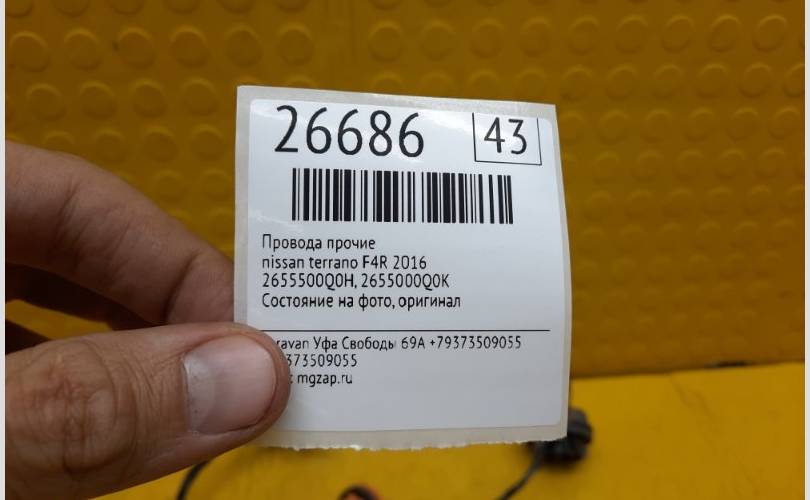 26686 43
Провода прочие
nissan terrano F4R 2016
2655500Q0H, 2655000Q0K
Состояние на фото, оригинал
Уфа Свободы 69А +79373509055
373509055
mgzap.ru